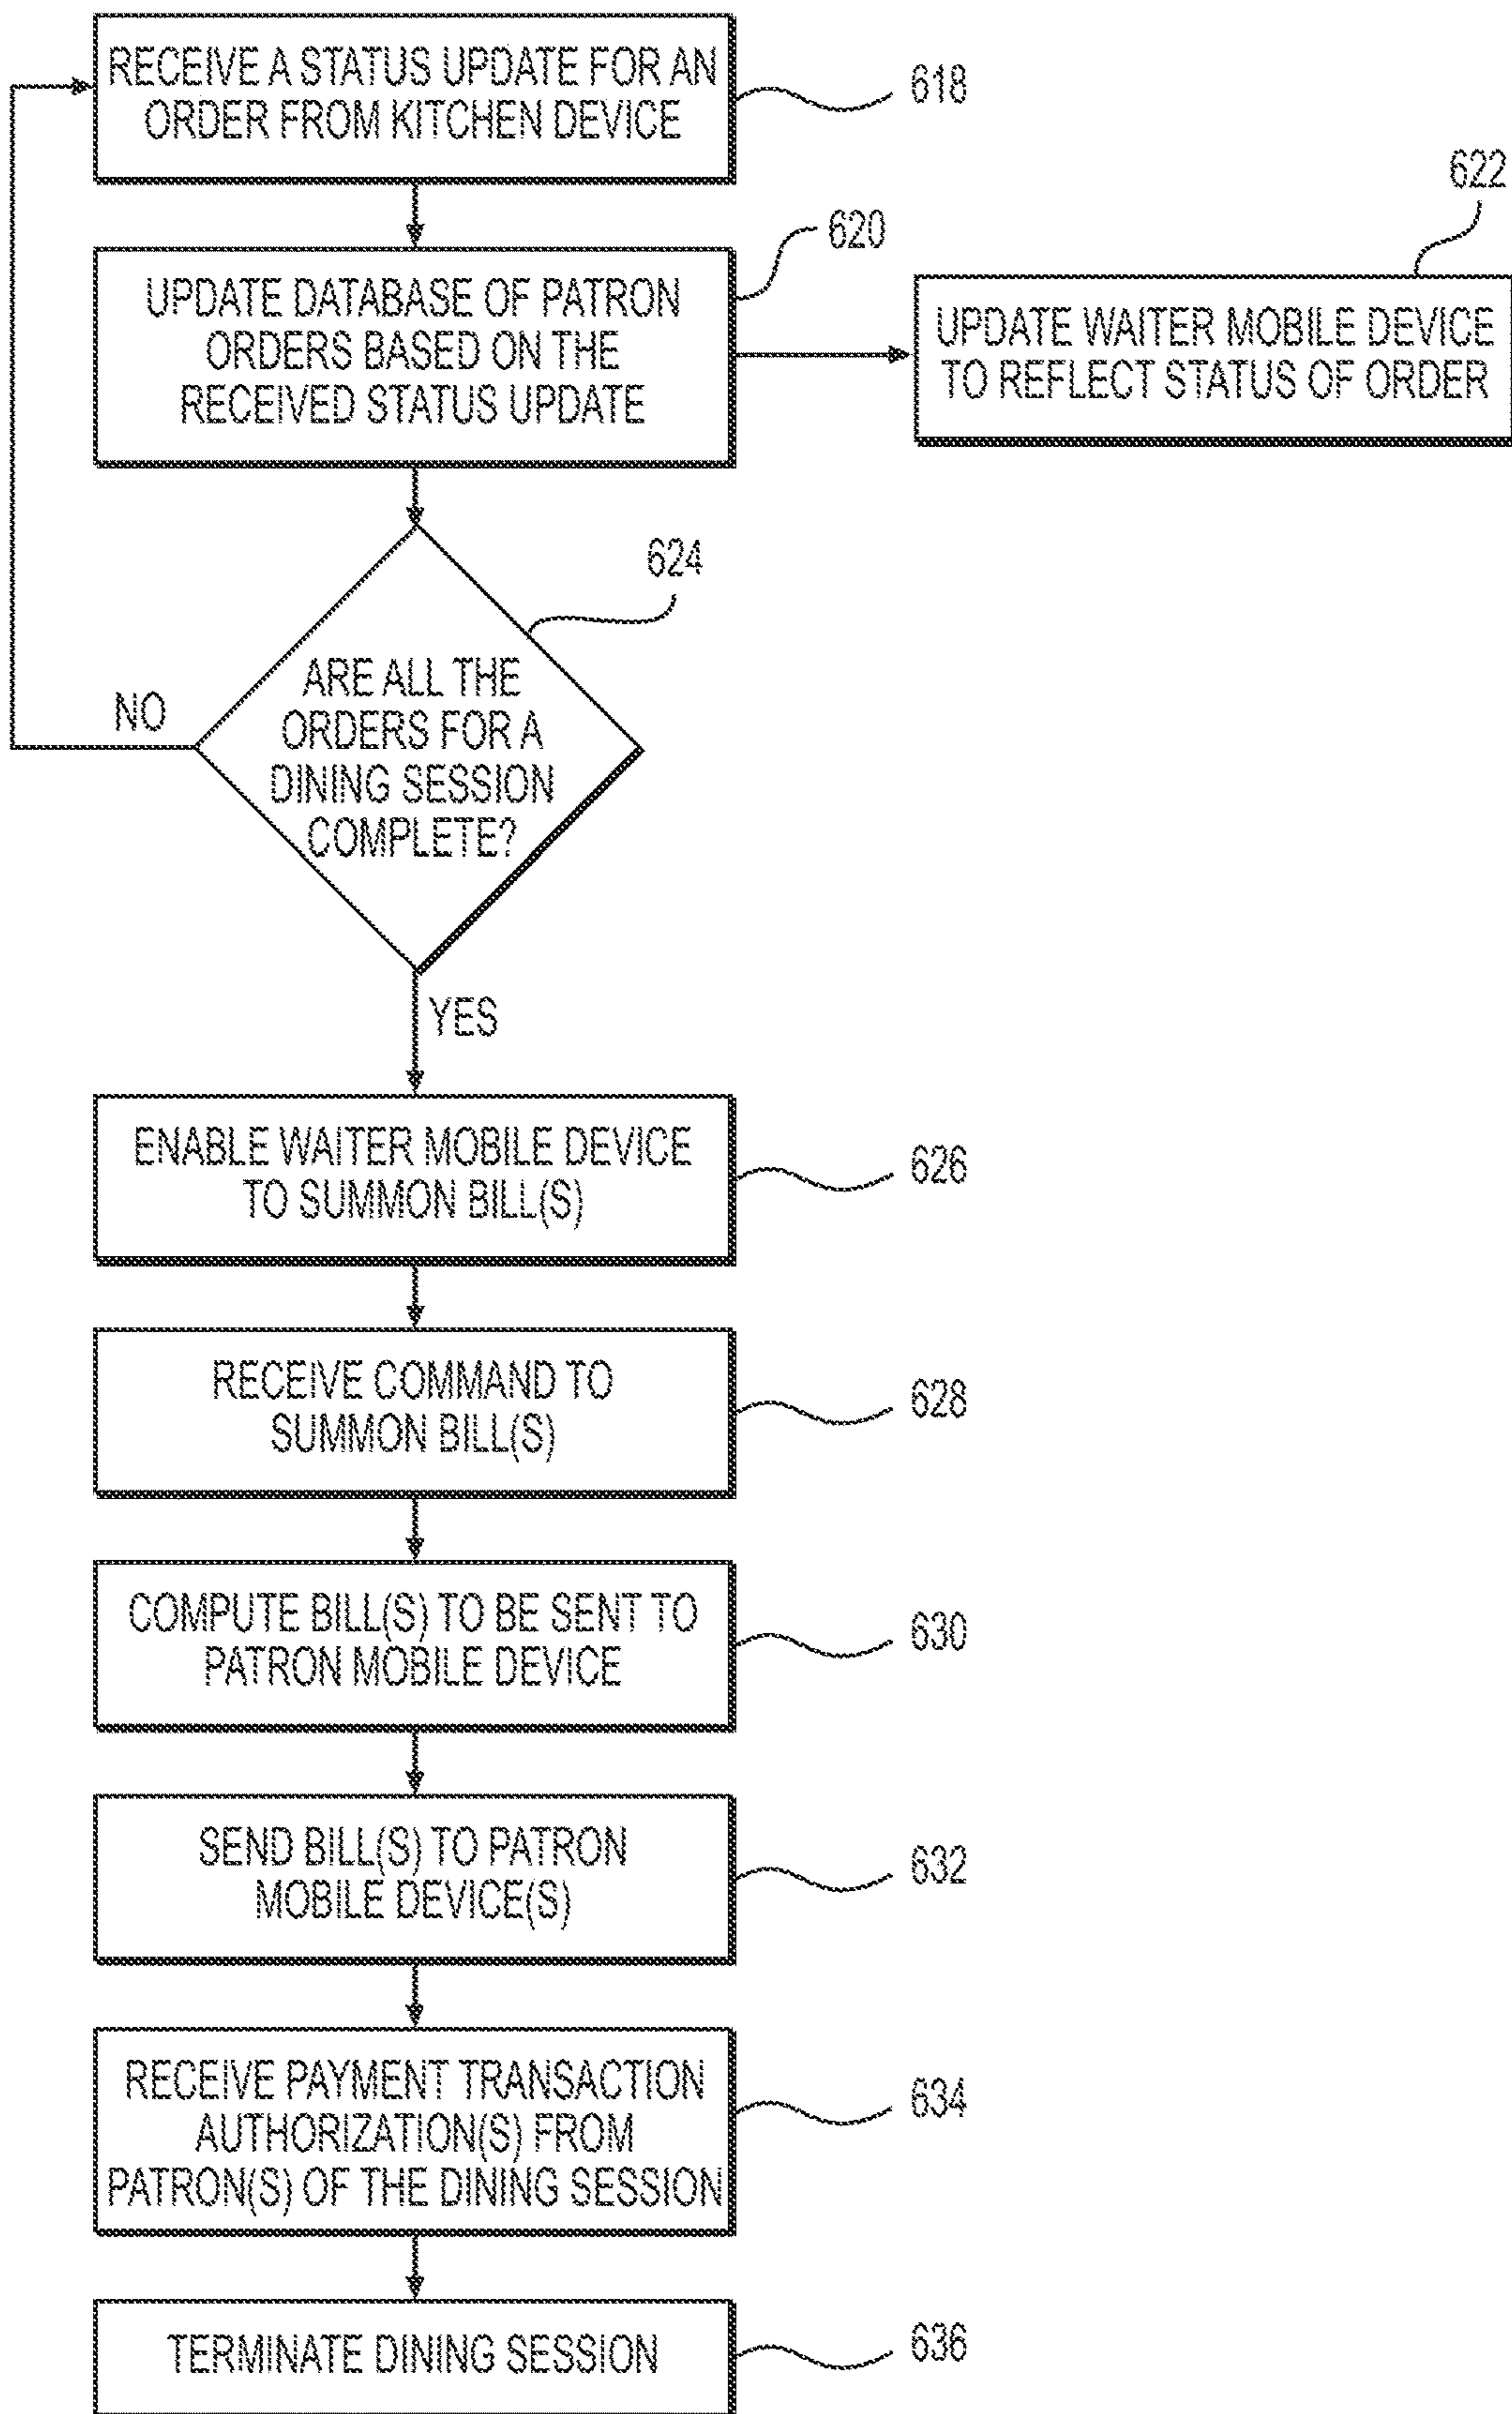 RECEIVE A STATUS UPDATE FOR AN
ORDER FROM KITCHEN DEVICE
618
622
620
UPDATE DATABASE OF PATRON
ORDERS BASED ON THE
RECEIVED STATUS UPDATE
UPDATE WAITER MOBILE DEVICE
TO REFLECT STATUS OF ORDER
624
ARE ALL THE
ORDERS FOR A
DINING SESSION
COMPLETE?
NO
YES
ENABLE WAITER MOBILE DEVICE
TO SUMMON BILL(S)
626
RECEIVE COMMAND TO
SUMMON BILL(S)
628
COMPUTE BILL(S) TO BE SENT TO
PATRON MOBILE DEVICE
630
SEND BILL(S) TO PATRON
MOBILE DEVICE(S)
632
RECEIVE PAYMENT TRANSACTION
AUTHORIZATION(S) FROM
PATRON(S) OF THE DINING SESSION
634
TERMINATE DINING SESSION
636